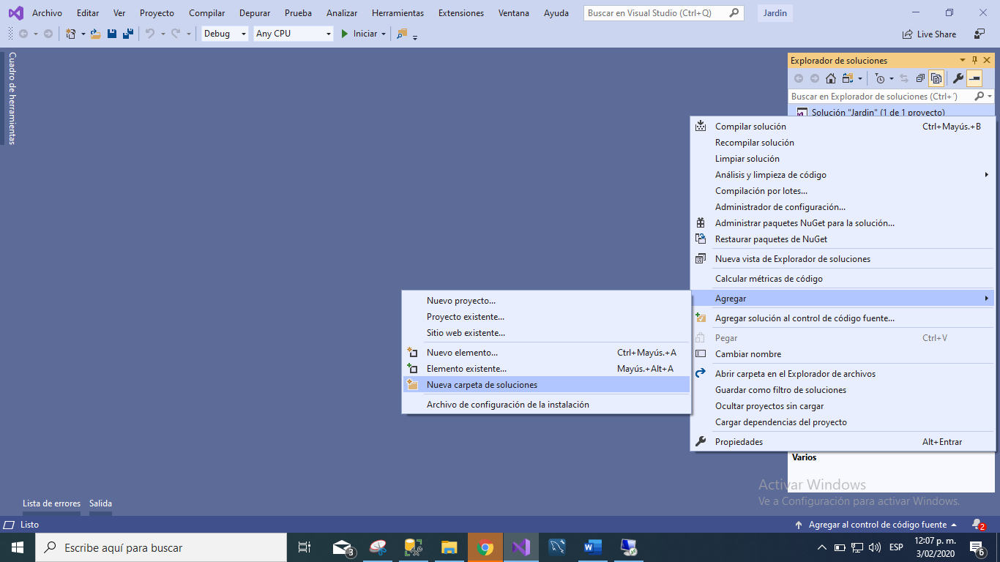 Archivo Editar Ver Proyecto Compilar Depurar Prueba Analizar Herramientas Extensiones Ventana Ayuda Buscar en Visual Studio (Ctrl+Q) Jardin
Debug Any CPU Iniciar Live Share
Cuadro de herramientas
Explorador de soluciones
Buscar en Explorador de soluciones (Ctrl+´)
Solución "Jardin" (1 de 1 proyecto)
Compilar solución Ctrl+Mayús.+B
Recompilar solución
Limpiar solución
Análisis y limpieza de código
Compilación por lotes...
Administrador de configuración...
Administrar paquetes NuGet para la solución...
Restaurar paquetes de NuGet
Nueva vista de Explorador de soluciones
Calcular métricas de código
Agregar
Agregar solución al control de código fuente...
Pegar Ctrl+V
Cambiar nombre
Abrir carpeta en el Explorador de archivos
Guardar como filtro de soluciones
Ocultar proyectos sin cargar
Cargar dependencias del proyecto
Propiedades Alt+Entrar
Nuevo proyecto...
Proyecto existente...
Sitio web existente...
Nuevo elemento... Ctrl+Mayús.+A
Elemento existente... Mayús.+Alt+A
Nueva carpeta de soluciones
Archivo de configuración de la instalación
Varios
Activar Windows
Ve a Configuración para activar Windows.
Lista de errores Salida
Listo Agregar al control de código fuente 2
Escribe aquí para buscar 3 ESP 12:07 p. m.
3/02/2020 6